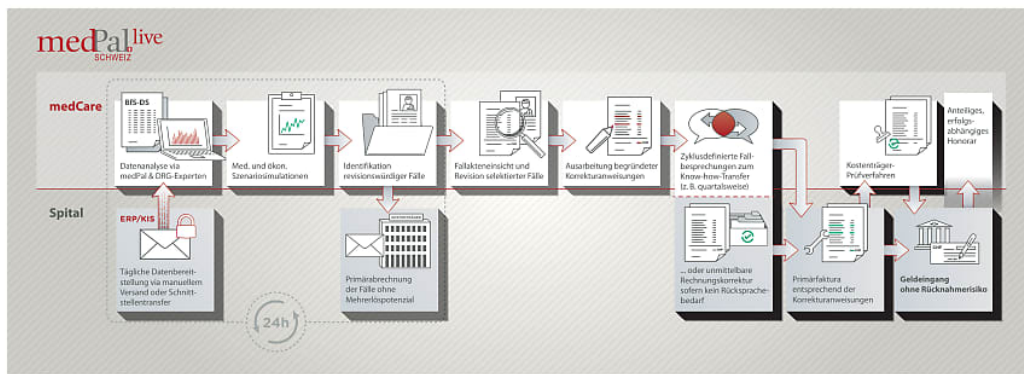 medPal.live
SCHWEIZ
medCare
BfS-DS
Datenanalyse via
medPal & DRG-Experten
Med. und ökon.
Szenariosimulationen
Identifikation
revisionswürdiger Fälle
Fallakteneinsicht und
Revision selektierter Fälle
Ausarbeitung begründeter
Korrekturanweisungen
Zyklusdefinierte Fall-
besprechungen zum
Know-how-Transfer
(z. B. quartalsweise)
Kostenträger-
Prüfverfahren
Anteiliges,
erfolgs-
abhängiges
Honorar
Spital
ERP/KIS
Tägliche Datenbereit-
stellung via manuellem
Versand oder Schnitt-
stellentransfer
Primärabrechnung
der Fälle ohne
Mehrerlöspotenzial
... oder unmittelbare
Rechnungskorrektur
sofern kein Rücksprache-
bedarf
Primärfaktura
entsprechend der
Korrekturanweisungen
CHF
Geldeingang
ohne Rücknahmerisiko
24h